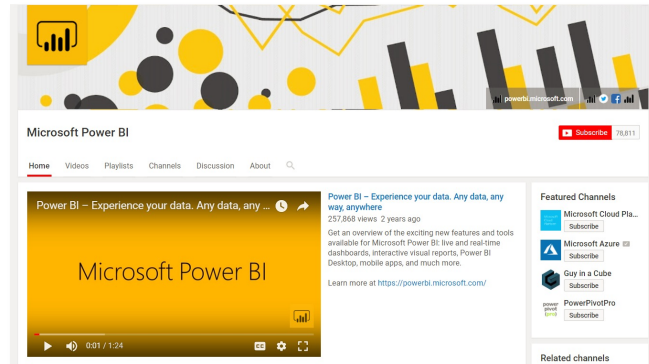 powerbi.microsoft.com
Microsoft Power BI
Subscribe 78,811
Home Videos Playlists Channels Discussion About
Power BI – Experience your data. Any data, any ...
Microsoft Power BI
0:01 / 1:24
CC
Power BI – Experience your data. Any data, any
way, anywhere
257,868 views 2 years ago
Get an overview of the exciting new features and tools
available for Microsoft Power BI: live and real-time
dashboards, interactive visual reports, Power BI
Desktop, mobile apps, and much more.
Learn more at https://powerbi.microsoft.com/
Featured Channels
Microsoft Cloud Pla...
Subscribe
Microsoft Azure
Subscribe
Guy in a Cube
Subscribe
power
pivot
PowerPivotPro
Subscribe
Related channels